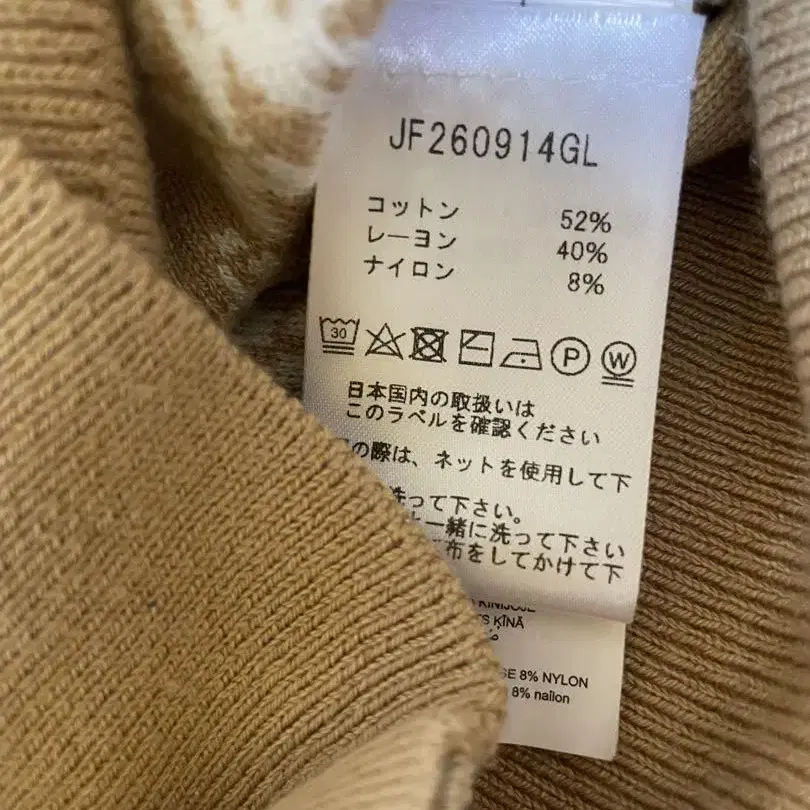 JF260914GL
コットン 52%
レーヨン 40%
ナイロン 8%
30
P W
日本国内の取扱いは
このラベルを確認ください
の際は、ネットを使用して下
洗って下さい。
一緒に洗って下さい
布をしてかけて下
ĶĪNĀ
8% NYLON
8% nailon